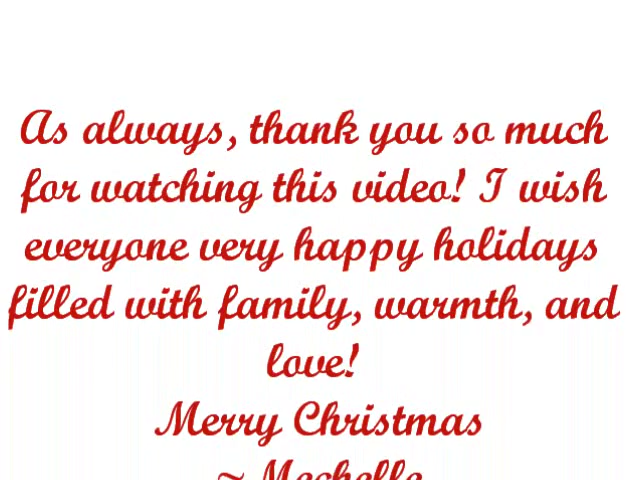 As always, thank you so much
for watching this video! I wish
everyone very happy holidays
filled with family, warmth, and
love!
Merry Christmas
~ Mechelle